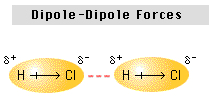 Dipole-Dipole Forces
δ+ δ- δ+ δ-
H Cl H Cl